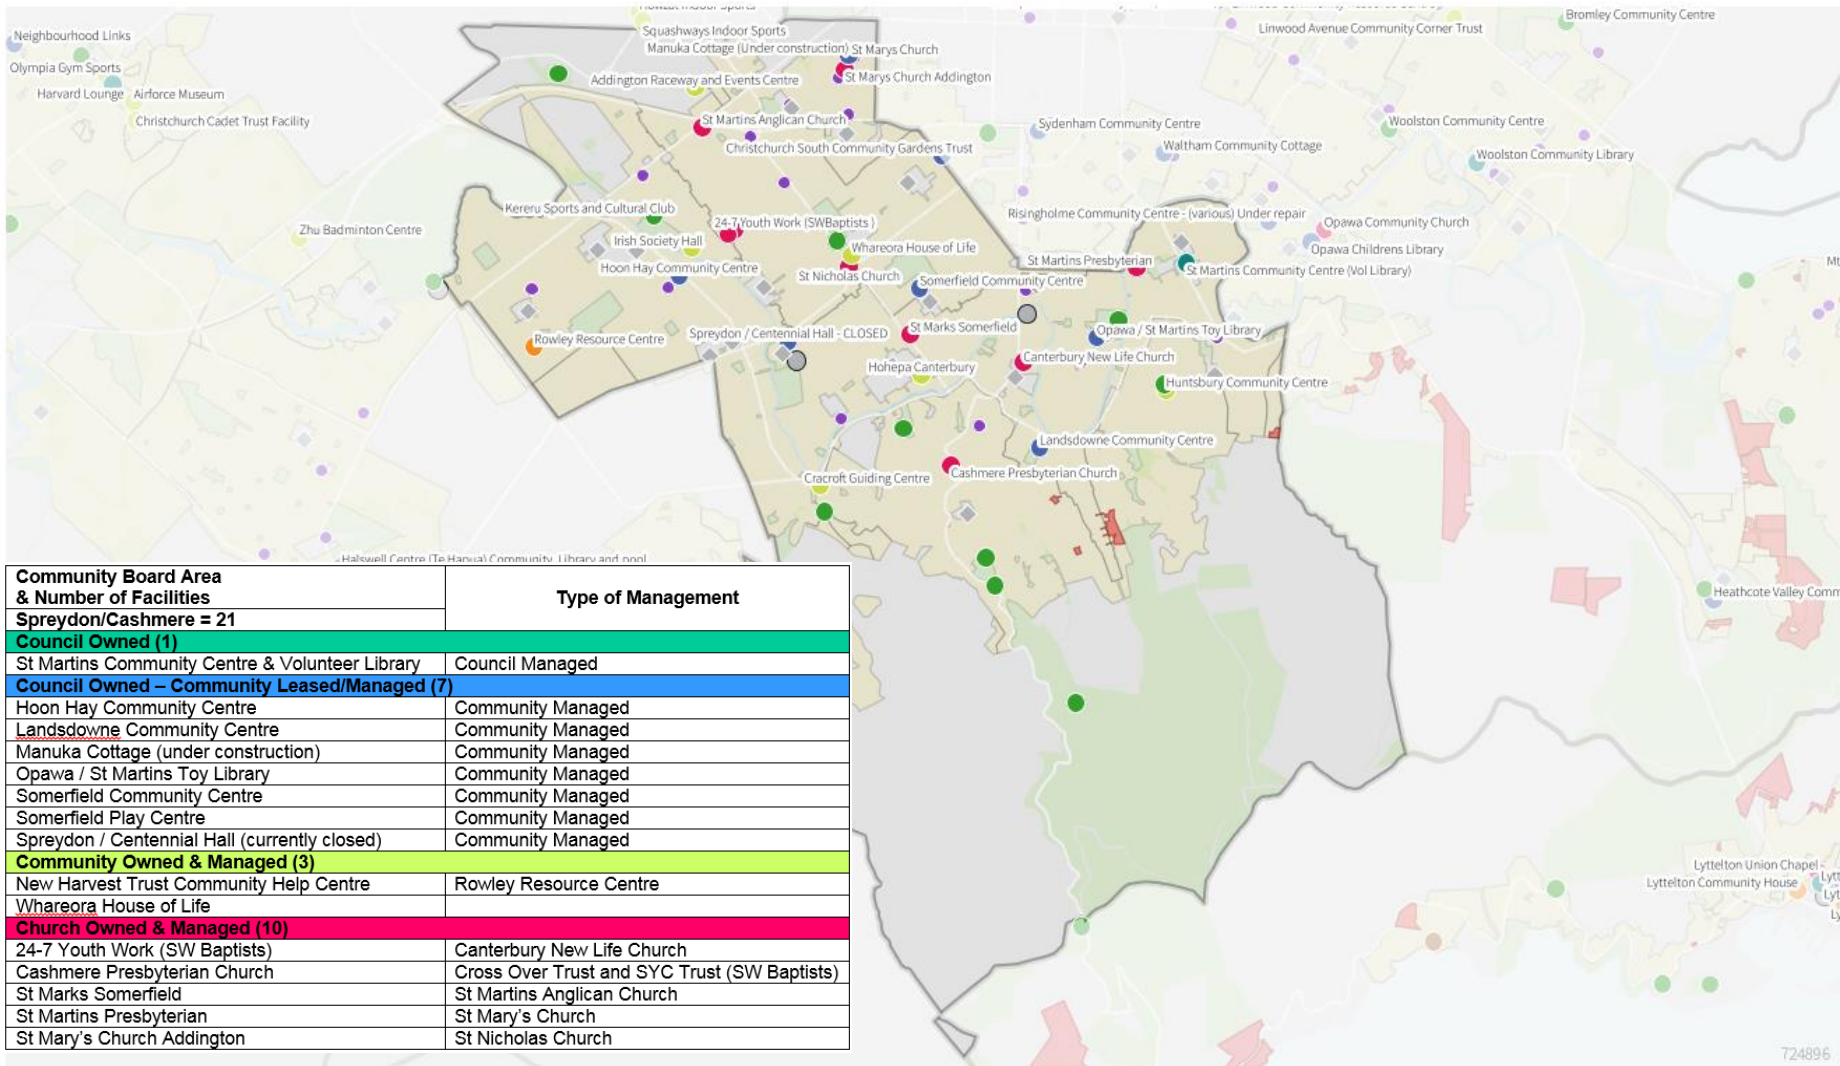 Howzat Indoor Sports
Neighbourhood Links
Squashways Indoor Sports
Linwood Avenue Community Corner Trust
Bromley Community Centre
Manuka Cottage (Under construction)
St Marys Church
Olympia Gym Sports
Addington Raceway and Events Centre
St Marys Church Addington
Harvard Lounge
Airforce Museum
Christchurch Cadet Trust Facility
St Martins Anglican Church
Sydenham Community Centre
Woolston Community Centre
Christchurch South Community Gardens Trust
Waltham Community Cottage
Woolston Community Library
Kereru Sports and Cultural Club
24-7 Youth Work (SWBaptists )
Risingholme Community Centre - (various) Under repair
Opawa Community Church
Zhu Badminton Centre
Irish Society Hall
Whareora House of Life
Opawa Childrens Library
Hoon Hay Community Centre
St Nicholas Church
St Martins Presbyterian
St Martins Community Centre (Vol Library)
Somerfield Community Centre
Rowley Resource Centre
Spreydon / Centennial Hall - CLOSED
St Marks Somerfield
Opawa / St Martins Toy Library
Hohepa Canterbury
Canterbury New Life Church
Huntsbury Community Centre
Landsdowne Community Centre
Cracroft Guiding Centre
Cashmere Presbyterian Church
Halswell Centre (Te Hapua) Community, Library and pool
Heathcote Valley Comm
Lyttelton Union Chapel
Lyttelton Community House
724896
Community Board Area
& Number of Facilities
Type of Management
Spreydon/Cashmere = 21
Council Owned (1)
St Martins Community Centre & Volunteer Library Council Managed
Council Owned – Community Leased/Managed (7)
Hoon Hay Community Centre Community Managed
Landsdowne Community Centre Community Managed
Manuka Cottage (under construction) Community Managed
Opawa / St Martins Toy Library Community Managed
Somerfield Community Centre Community Managed
Somerfield Play Centre Community Managed
Spreydon / Centennial Hall (currently closed) Community Managed
Community Owned & Managed (3)
New Harvest Trust Community Help Centre Rowley Resource Centre
Whareora House of Life
Church Owned & Managed (10)
24-7 Youth Work (SW Baptists) Canterbury New Life Church
Cashmere Presbyterian Church Cross Over Trust and SYC Trust (SW Baptists)
St Marks Somerfield St Martins Anglican Church
St Martins Presbyterian St Mary's Church
St Mary's Church Addington St Nicholas Church